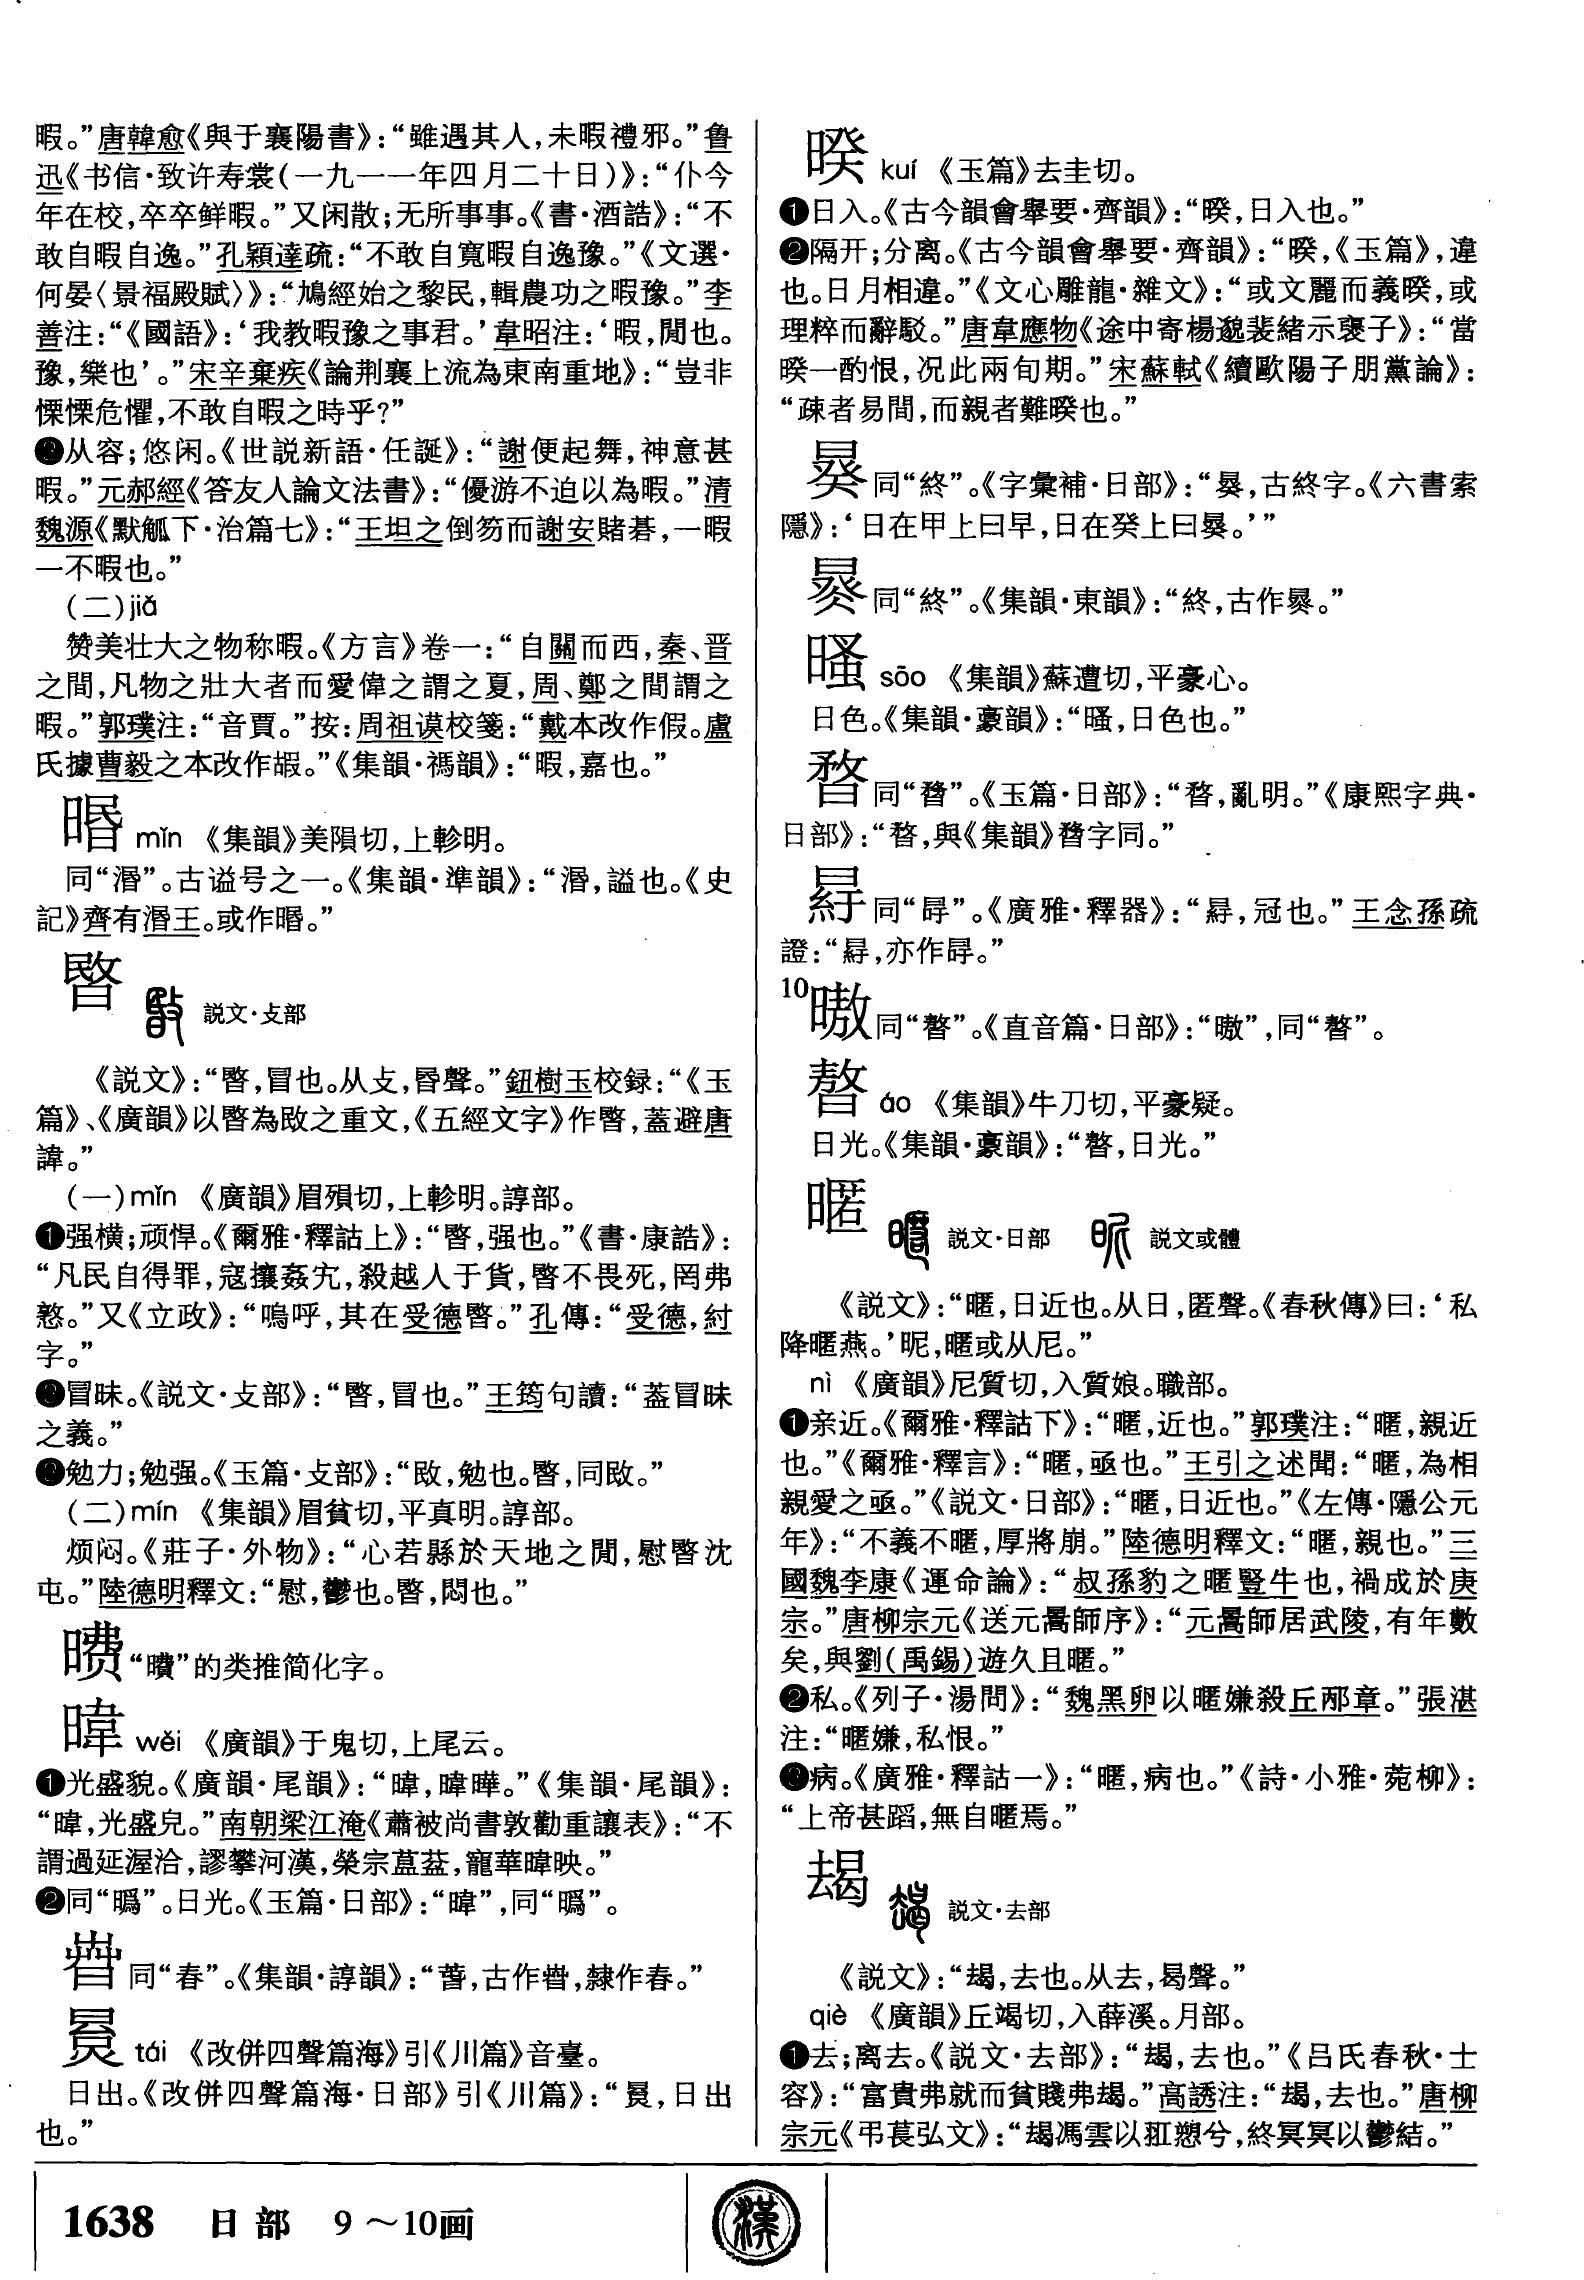 暇。”唐韓愈《與于襄陽書》：“雖遇其人，未暇禮邪。”鲁
迅《书信·致许寿裳（一九一一年四月二十日）》：“仆今
年在校，卒卒鲜暇。”又闲散；无所事事。《書·酒誥》：“不
敢自暇自逸。”孔穎達疏：“不敢自寬暇自逸豫。”《文選·
何晏〈景福殿賦〉》：“鳩經始之黎民，輯農功之暇豫。”李
善注：“《國語》：‘我教暇豫之事君。’韋昭注：‘暇，閒也。
豫，樂也’。”宋辛棄疾《論荆襄上流為東南重地》：“豈非
慄慄危懼，不敢自暇之時乎？”
❸从容；悠闲。《世説新語·任誕》：“謝便起舞，神意甚
暇。”元郝經《答友人論文法書》：“優游不迫以為暇。”清
魏源《默觚下·治篇七》：“王坦之倒笏而謝安賭碁，一暇
一不暇也。”
（二）jiǎ
赞美壮大之物称暇。《方言》卷一：“自關而西，秦、晋
之間，凡物之壯大者而愛偉之謂之夏，周、鄭之間謂之
暇。”郭璞注：“音賈。”按：周祖谟校箋：“戴本改作假。盧
氏據曹毅之本改作嘏。”《集韻·禡韻》：“暇，嘉也。”
暋 mǐn 《集韻》美隕切，上軫明。
同“湣”。古谥号之一。《集韻·準韻》：“湣，謚也。《史
記》齊有湣王。或作暋。”
暋 説文·攴部
《説文》：“暋，冒也。从攴，昬聲。”鈕樹玉校録：“《玉
篇》、《廣韻》以暋為敃之重文，《五經文字》作暋，蓋避唐
諱。”
（一）mǐn 《廣韻》眉殞切，上軫明。諄部。
❶强横；顽悍。《爾雅·釋詁上》：“暋，强也。”《書·康誥》：
“凡民自得罪，寇攘姦宄，殺越人于貨，暋不畏死，罔弗
憝。”又《立政》：“嗚呼，其在受德暋。”孔傳：“受德，紂
字。”
❷冒昧。《説文·攴部》：“暋，冒也。”王筠句讀：“葢冒昧
之義。”
❸勉力；勉强。《玉篇·攴部》：“敃，勉也。暋，同敃。”
（二）mín 《集韻》眉貧切，平真明。諄部。
烦闷。《莊子·外物》：“心若縣於天地之閒，慰暋沈
屯。”陸德明釋文：“慰，鬱也。暋，悶也。”
“曊”的类推简化字。
暐 wěi 《廣韻》于鬼切，上尾云。
❶光盛貌。《廣韻·尾韻》：“暐，暐曄。”《集韻·尾韻》：
“暐，光盛皃。”南朝梁江淹《蕭被尚書敦勸重讓表》：“不
謂過延渥洽，謬攀河漢，榮宗葅葐，寵華暐映。”
❷同“暍”。日光。《玉篇·日部》：“暐”，同“”。
同“春”。《集韻·諄韻》：“萅，古作，隸作春。”
tái 《改併四聲篇海》引《川篇》音臺。
日出。《改併四聲篇海·日部》引《川篇》：“，日出
也。”
暌 kuí 《玉篇》去圭切。
❶日入。《古今韻會舉要·齊韻》：“暌，日入也。”
❷隔开；分离。《古今韻會舉要·齊韻》：“暌，《玉篇》，違
也。日月相違。”《文心雕龍·雜文》：“或文麗而義暌，或
理粹而辭駁。”唐韋應物《途中寄楊邈裴緒示褒子》：“當
暌一酌恨，况此兩旬期。”宋蘇軾《續歐陽子朋黨論》：
“疎者易間，而親者難暌也。”
同“終”。《字彙補·日部》：“，古終字。《六書索
隱》：‘日在甲上曰早，日在癸上曰。’”
同“終”。《集韻·東韻》：“終，古作。”
sāo 《集韻》蘇遭切，平豪心。
日色。《集韻·豪韻》：“，日色也。”
同“”。《玉篇·日部》：“，亂明。”《康熙字典·
日部》：“，與《集韻》字同。”
同“冔”。《廣雅·釋器》：“，冠也。”王念孫疏
證：“，亦作冔。”
10 同“”。《直音篇·日部》：“”，同“”。
áo 《集韻》牛刀切，平豪疑。
日光。《集韻·豪韻》：“，日光。”
暱 説文·日部 説文或體
《説文》：“暱，日近也。从日，匿聲。《春秋傳》曰：‘私
降暱燕。’昵，暱或从尼。”
nì 《廣韻》尼質切，入質娘。職部。
❶亲近。《爾雅·釋詁下》：“暱，近也。”郭璞注：“暱，親近
也。”《爾雅·釋言》：“暱，亟也。”王引之述聞：“暱，為相
親愛之亟。”《説文·日部》：“暱，日近也。”《左傳·隱公元
年》：“不義不暱，厚將崩。”陸德明釋文：“暱，親也。”三
國魏李康《運命論》：“叔孫豹之暱豎牛也，禍成於庚
宗。”唐柳宗元《送元暠師序》：“元暠師居武陵，有年數
矣，與劉（禹錫）遊久且暱。”
❷私。《列子·湯問》：“魏黑卵以暱嫌殺丘邴章。”張湛
注：“暱嫌，私恨。”
❸病。《廣雅·釋詁一》：“暱，病也。”《詩·小雅·菀柳》：
“上帝甚蹈，無自暱焉。”
朅 説文·去部
《説文》：“朅，去也。从去，曷聲。”
qiè 《廣韻》丘竭切，入薛溪。月部。
❶去；离去。《説文·去部》：“朅，去也。”《吕氏春秋·士
容》：“富貴弗就而貧賤弗朅。”高誘注：“朅，去也。”唐柳
宗元《弔萇弘文》：“朅馮雲以羾愬兮，終冥冥以鬱結。”
1638 日部 9～10画
漢